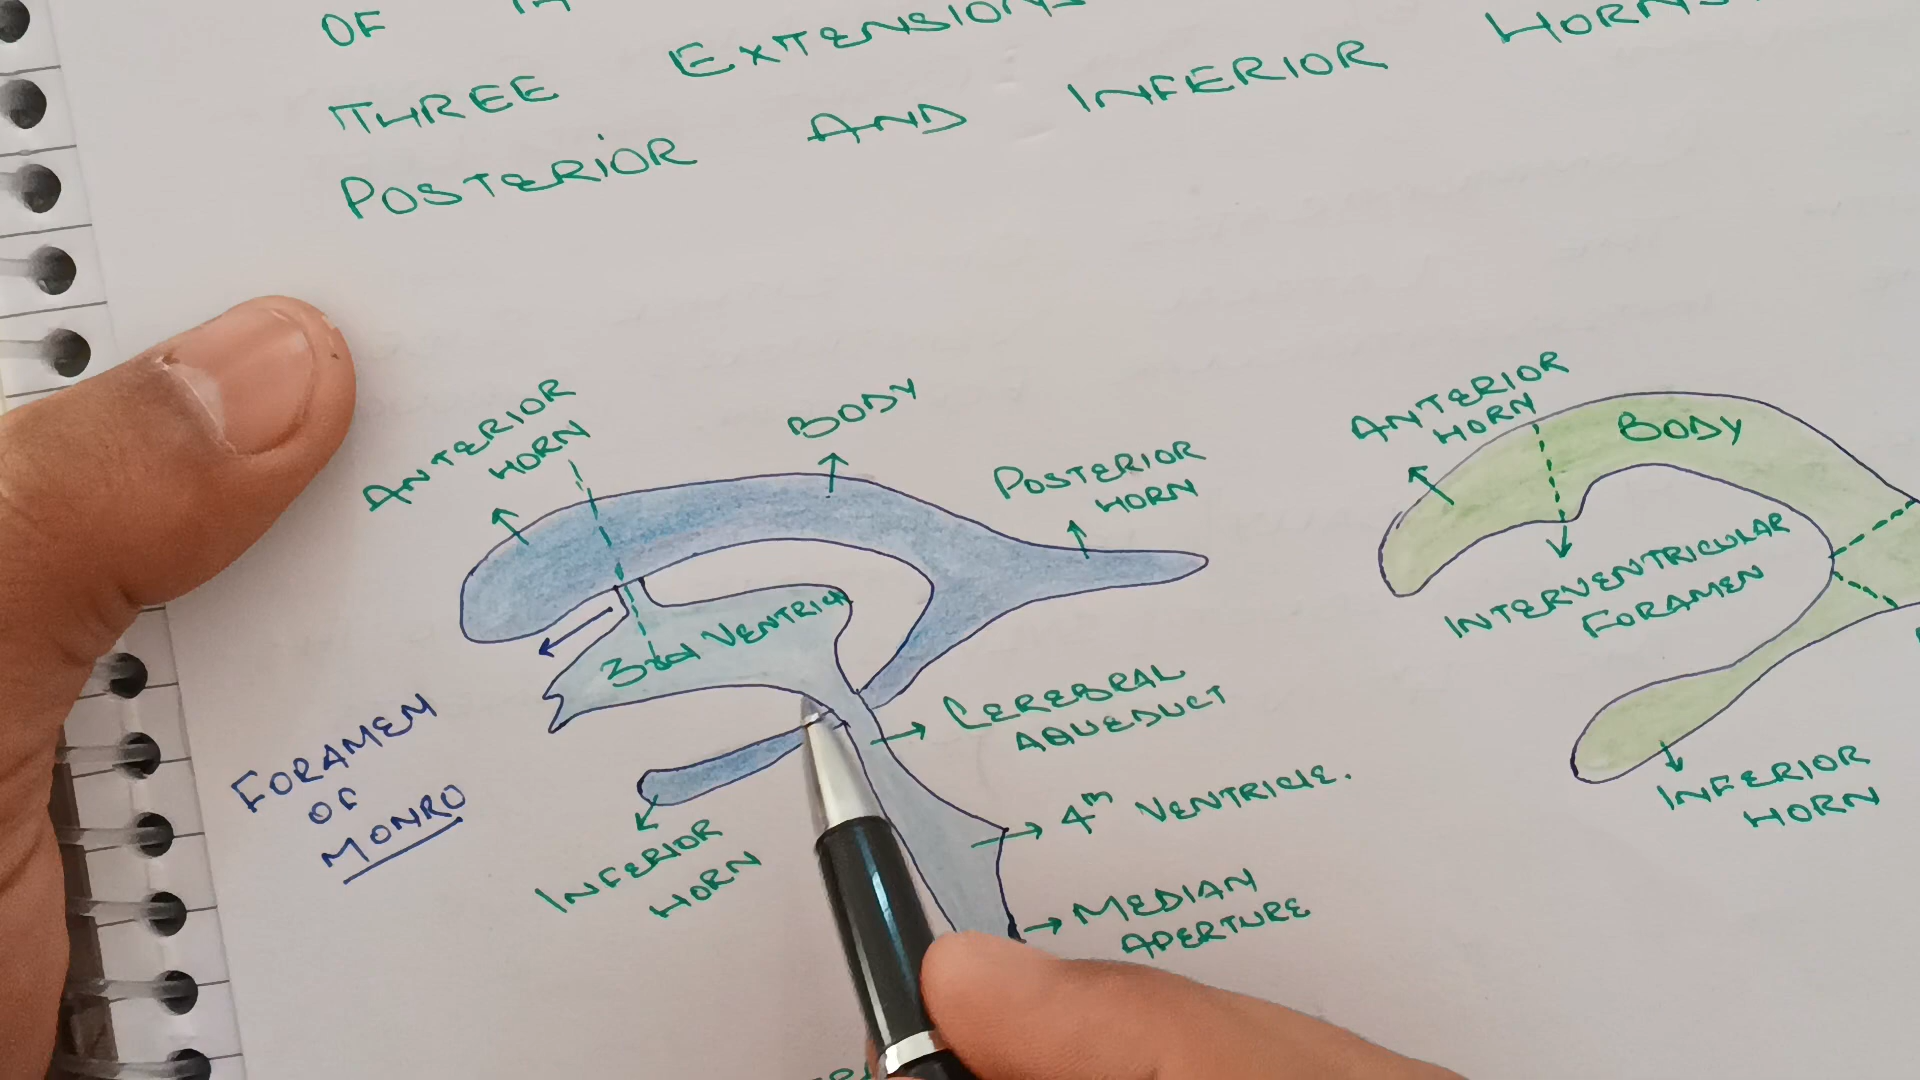 OF
THREE EXTENSIONS
POSTERIOR AND INFERIOR HORNS
ANTERIOR
HORN
BODY
POSTERIOR
HORN
3rd VENTRICLE
FORAMEN
OF
MONRO
CEREBRAL
AQUEDUCT
4th VENTRICLE.
MEDIAN
APERTURE
INFERIOR
HORN
ANTERIOR
HORN
BODY
INTERVENTRICULAR
FORAMEN
INFERIOR
HORN